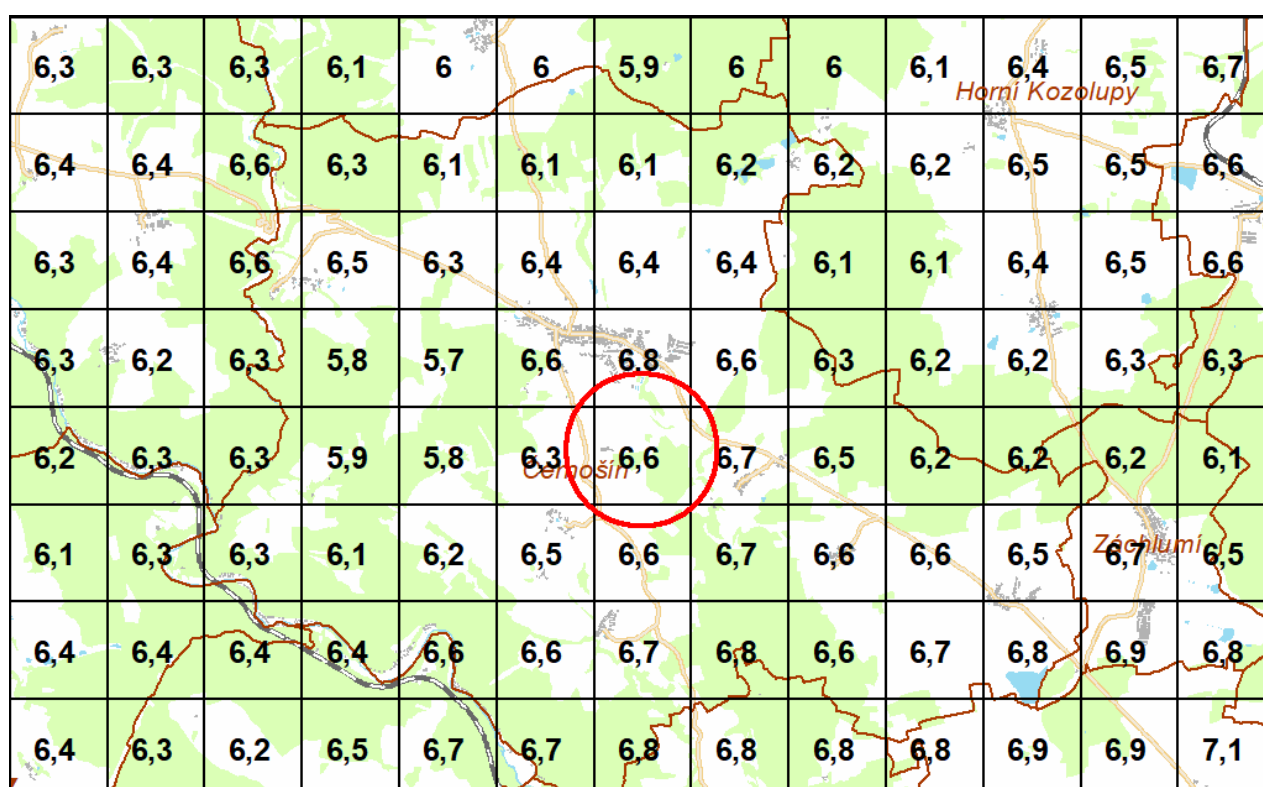 6,3 6,3 6,3 6,1 6 6 5,9 6 6 6,1 6,4 6,5 6,7
Horní Kozolupy
6,4 6,4 6,6 6,3 6,1 6,1 6,1 6,2 6,2 6,2 6,5 6,5 6,6
6,3 6,4 6,6 6,5 6,3 6,4 6,4 6,4 6,1 6,1 6,4 6,5 6,6
6,3 6,2 6,3 5,8 5,7 6,6 6,8 6,6 6,3 6,2 6,2 6,3 6,3
6,2 6,3 6,3 5,9 5,8 6,3 6,6 6,7 6,5 6,2 6,2 6,2 6,1
Černošín
6,1 6,3 6,3 6,1 6,2 6,5 6,6 6,7 6,6 6,6 6,5 6,7 6,5
Záchlumí
6,4 6,4 6,4 6,4 6,6 6,6 6,7 6,8 6,6 6,7 6,8 6,9 6,8
6,4 6,3 6,2 6,5 6,7 6,7 6,8 6,8 6,8 6,8 6,9 6,9 7,1